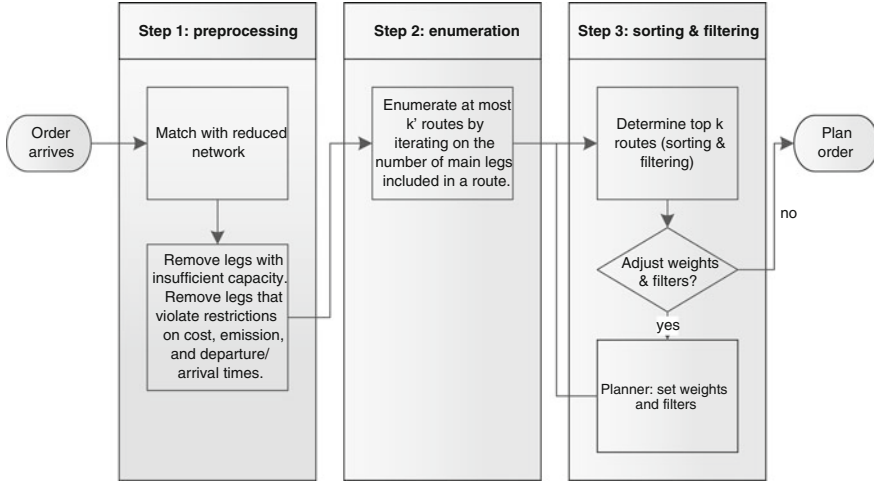 Step 1: preprocessing
Step 2: enumeration
Step 3: sorting & filtering
Order
arrives
Match with reduced
network
Remove legs with
insufficient capacity.
Remove legs that
violate restrictions
on cost, emission,
and departure/
arrival times.
Enumerate at most
k' routes by
iterating on the
number of main legs
included in a route.
Determine top k
routes (sorting &
filtering)
Adjust weights
& filters?
yes
Planner: set weights
and filters
no
Plan
order